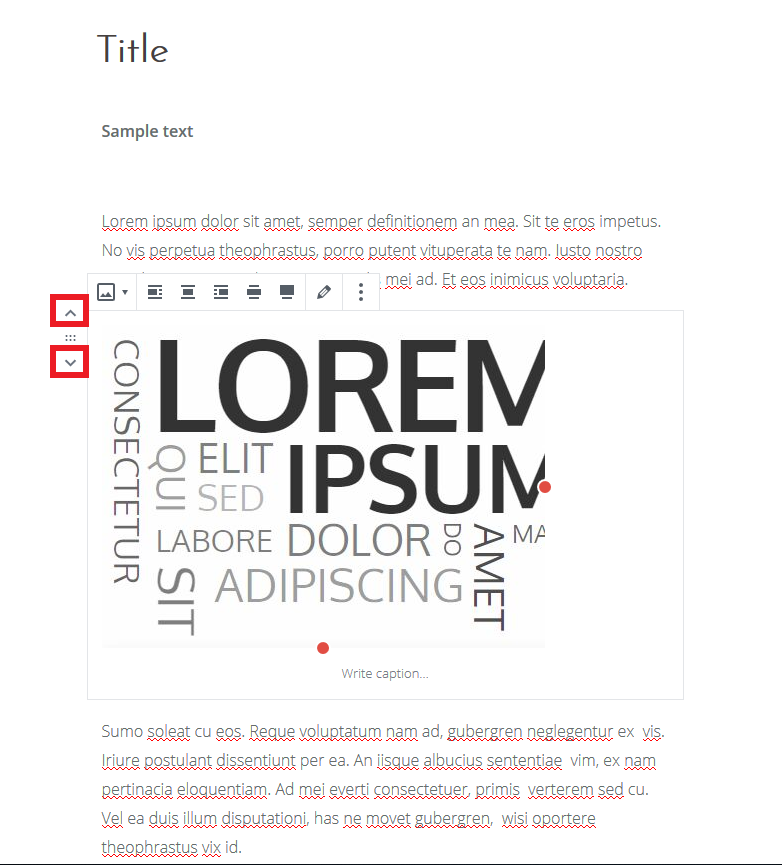 Title
Sample text
Lorem ipsum dolor sit amet, semper definitionem an mea. Sit te eros impetus.
No vis perpetua theophrastus, porro putent vituperata te nam. Iusto nostro
mei ad. Et eos inimicus voluptaria.
CONSECTETUR
LOREM
QUI
ELIT
SED
IPSUM
LABORE
DOLOR
DO
AMET
MA
SIT
ADIPISCING
Write caption...
Sumo soleat cu eos. Reque voluptatum nam ad, gubergren neglegentur ex vis.
Iriure postulant dissentiunt per ea. An iisque albucius sententiae vim, ex nam
pertinacia eloquentiam. Ad mei everti consectetuer, primis verterem sed cu.
Vel ea duis illum disputationi, has ne movet gubergren, wisi oportere
theophrastus vix id.